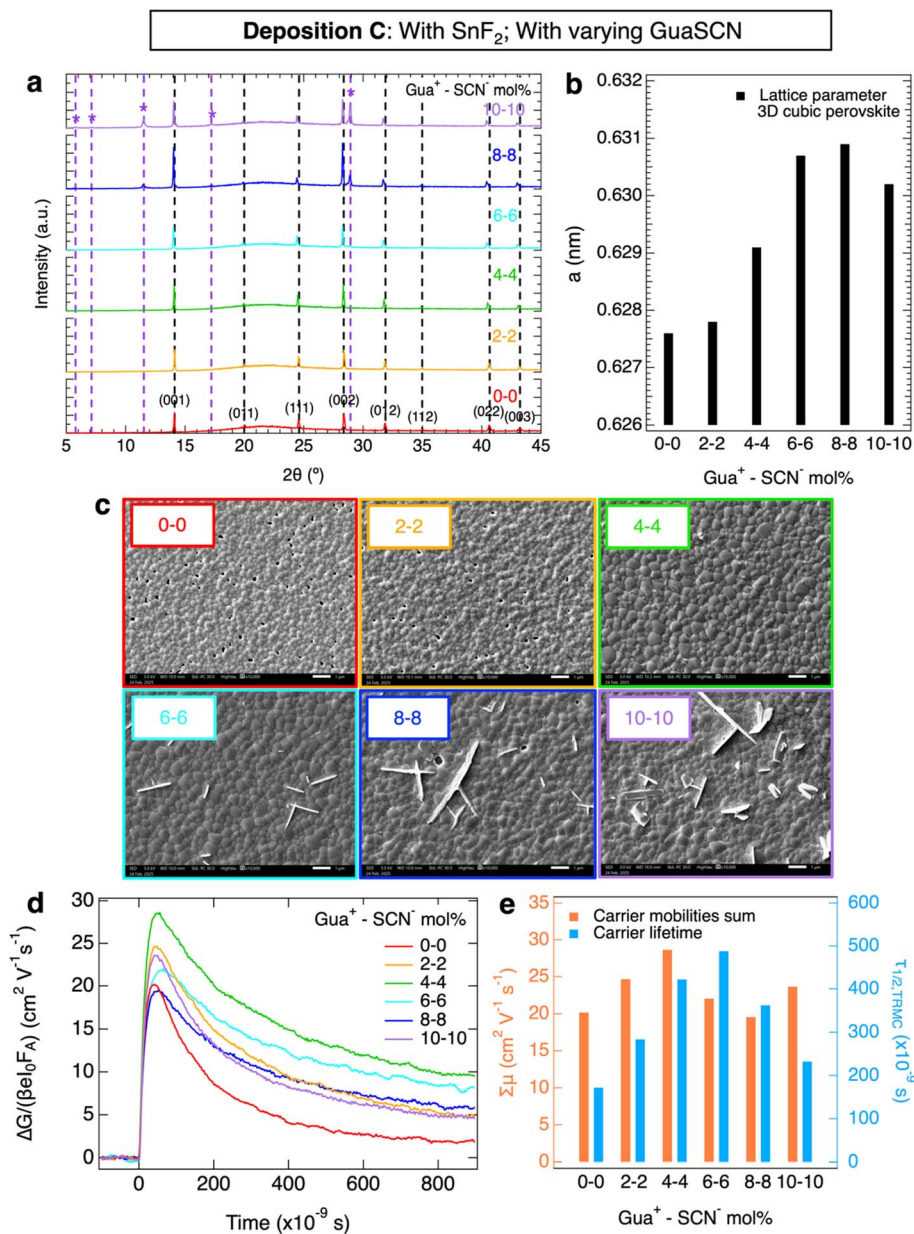 Deposition C: With SnF₂; With varying GuaSCN
a
Gua⁺ - SCN⁻ mol%
10-10
8-8
6-6
4-4
2-2
0-0
(001)
(011)
(111)
(002)
(012)
(112)
(022)
(003)
Intensity (a.u.)
5 10 15 20 25 30 35 40 45
2θ (º)
b
Lattice parameter
3D cubic perovskite
0.632
0.631
0.630
0.629
0.628
0.627
0.626
a (nm)
0-0 2-2 4-4 6-6 8-8 10-10
Gua⁺ - SCN⁻ mol%
c
0-0
2-2
4-4
6-6
8-8
10-10
d
Gua⁺ - SCN⁻ mol%
0-0
2-2
4-4
6-6
8-8
10-10
30
25
20
15
10
5
0
ΔG/(βeI₀F_A) (cm² V⁻¹s⁻¹)
0 200 400 600 800
Time (x10⁻⁹ s)
e
Carrier mobilities sum
Carrier lifetime
35
30
25
20
15
10
5
0
Σμ (cm² V⁻¹ s⁻¹)
600
500
400
300
200
100
0
τ1/2,TRMC (x10⁻⁹ s)
0-0 2-2 4-4 6-6 8-8 10-10
Gua⁺ - SCN⁻ mol%